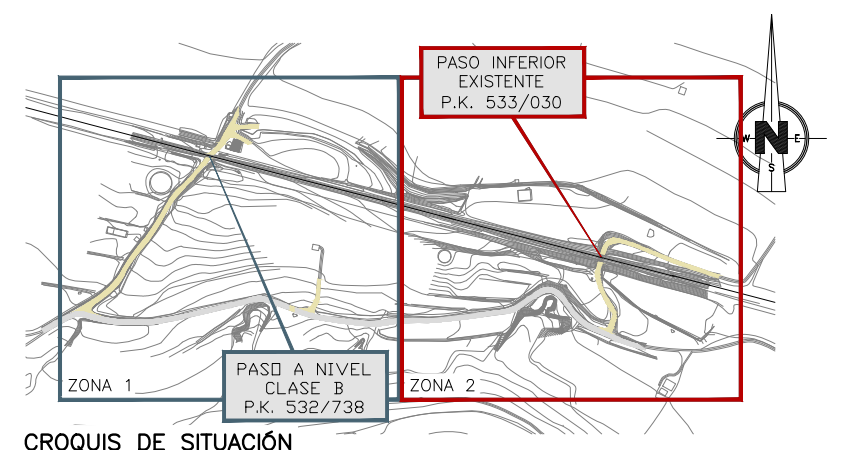 PASO INFERIOR
EXISTENTE
P.K. 533/030
N
W
E
S
ZONA 1
PASO A NIVEL
CLASE B
P.K. 532/738
ZONA 2
CROQUIS DE SITUACIÓN